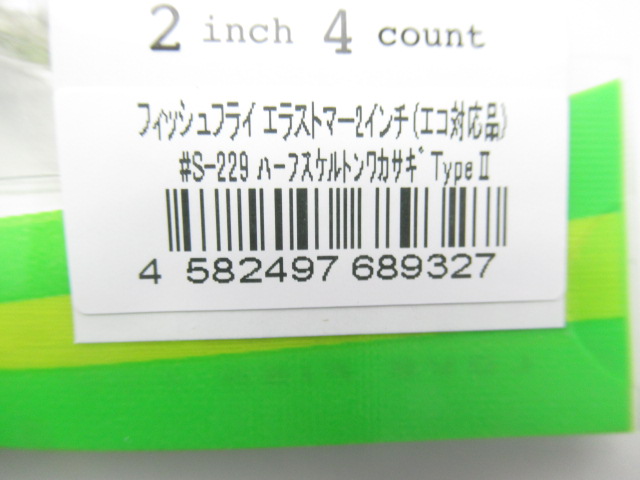 2 inch 4 count
フィッシュフライ エラストマー2インチ(エコ対応品)
#S-229 ハーフスケルトンワカサギ TypeⅡ
4 582497 689327